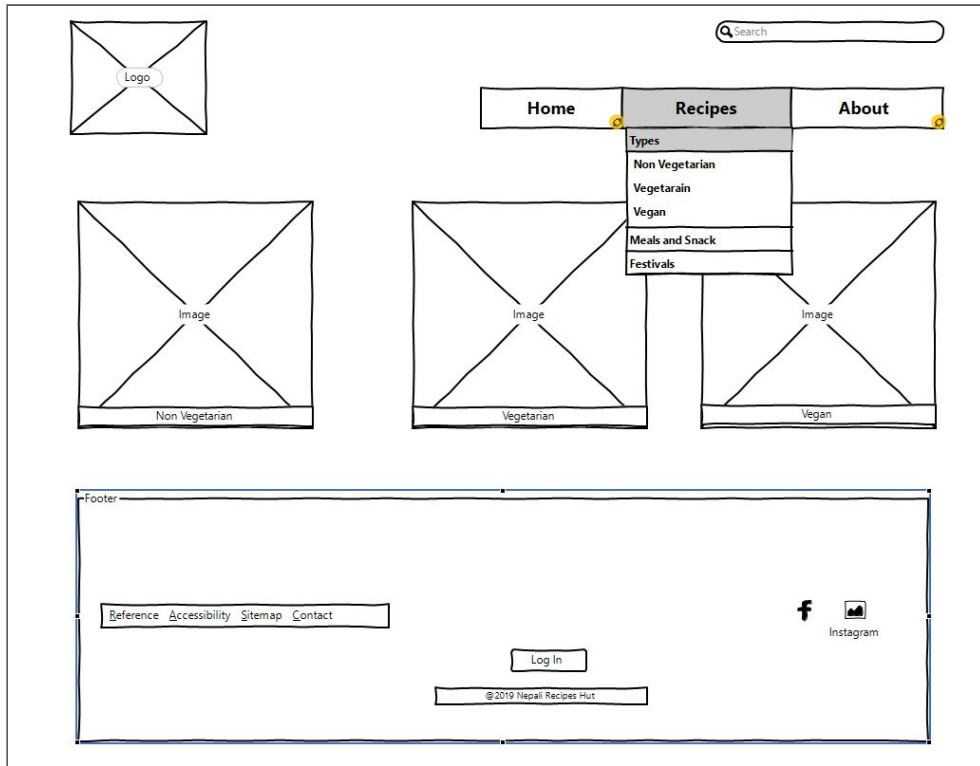 Logo
Search
Home Recipes About
Types
Non Vegetarian
Vegetarain
Vegan
Meals and Snack
Festivals
Image Image Image
Non Vegetarian Vegetarian Vegan
Footer
Reference Accessibility Sitemap Contact
Instagram
Log In
@2019 Nepali Recipes Hut